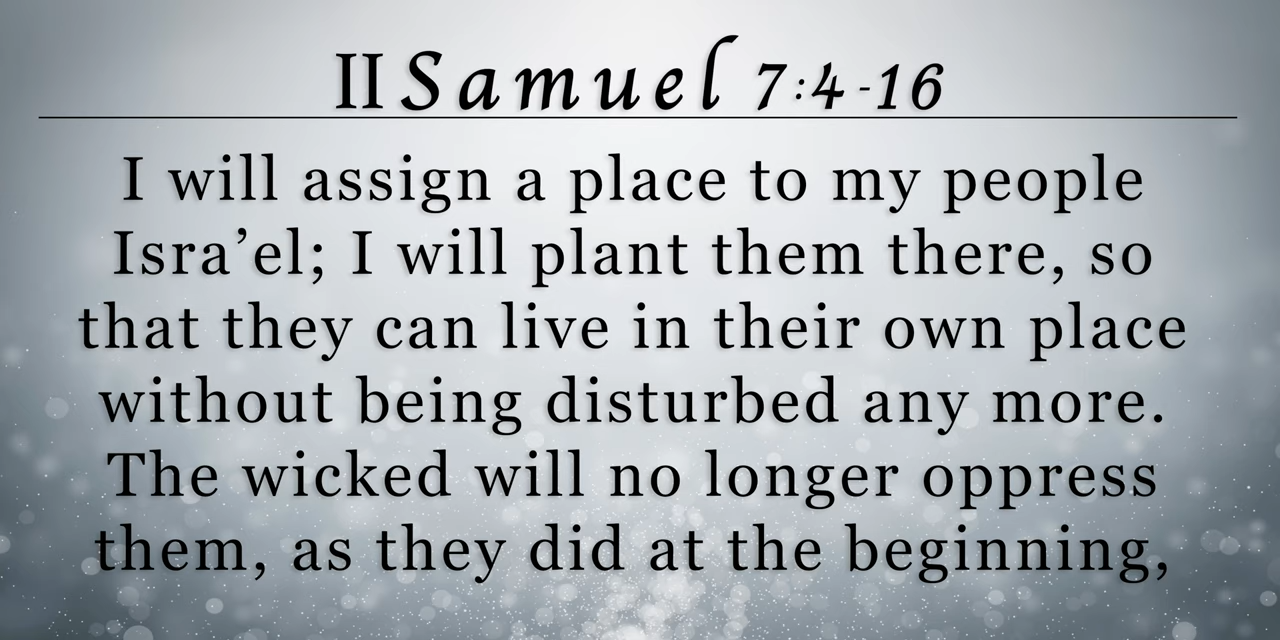 II Samuel 7:4-16
I will assign a place to my people
Isra’el; I will plant them there, so
that they can live in their own place
without being disturbed any more.
The wicked will no longer oppress
them, as they did at the beginning,